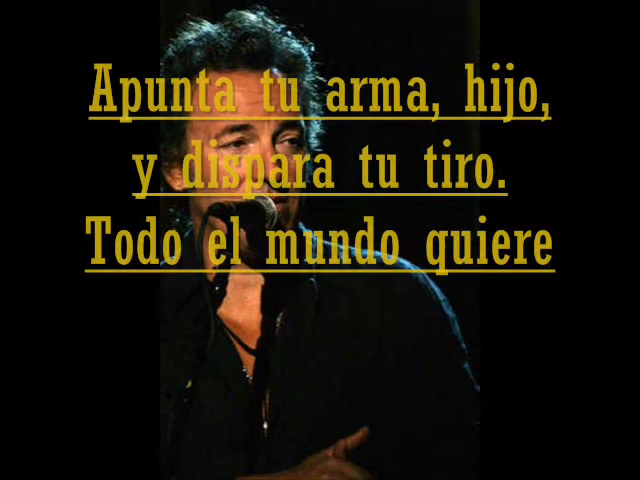 Apunta tu arma, hijo,
y dispara tu tiro.
Todo el mundo quiere